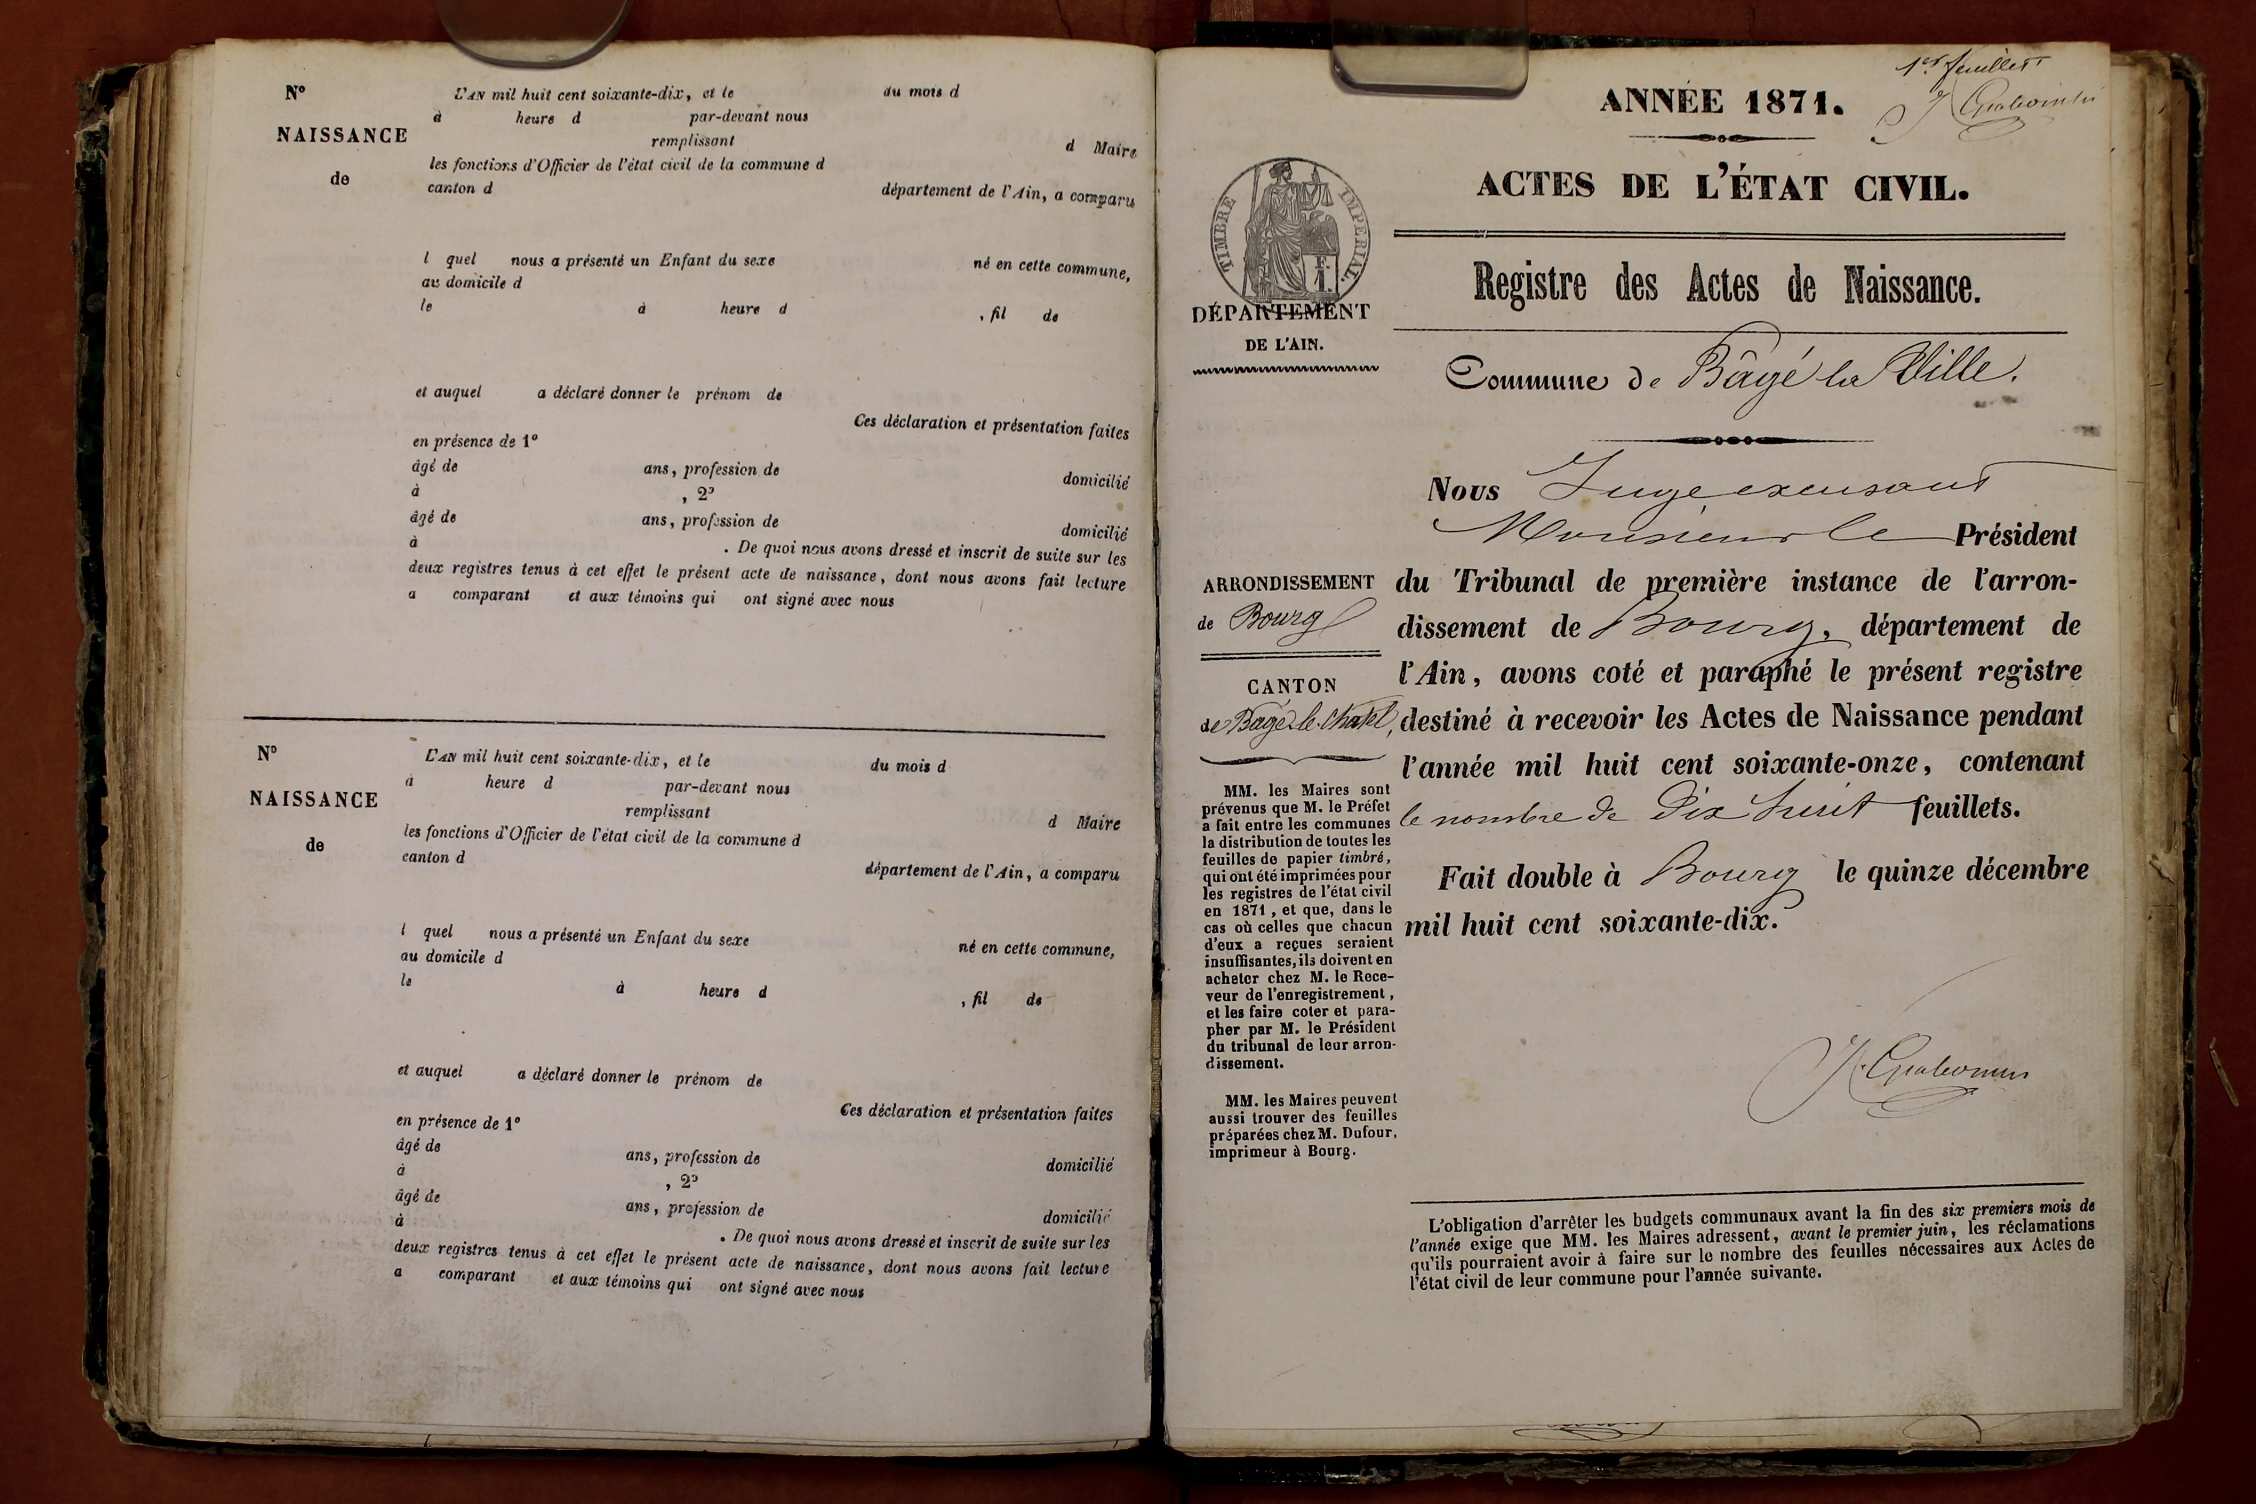 N° L'AN mil huit cent soixante-dix, et le du mois d
à heure d par-devant nous
NAISSANCE remplissant d Maire
de les fonctions d'Officier de l'état civil de la commune d
canton d département de l'Ain, a comparu
l quel nous a présenté un Enfant du sexe né en cette commune,
au domicile d
le à heure d , fil de
et auquel a déclaré donner le prénom de
Ces déclaration et présentation faites
en présence de 1°
âgé de ans, profession de domicilié
à , 2°
âgé de ans, profession de domicilié
à . De quoi nous avons dressé et inscrit de suite sur les
deux registres tenus à cet effet le présent acte de naissance, dont nous avons fait lecture
a comparant et aux témoins qui ont signé avec nous
N° L'AN mil huit cent soixante-dix, et le du mois d
à heure d par-devant nous
NAISSANCE remplissant d Maire
de les fonctions d'Officier de l'état civil de la commune d
canton d département de l'Ain, a comparu
l quel nous a présenté un Enfant du sexe né en cette commune,
au domicile d
le à heure d , fil de
et auquel a déclaré donner le prénom de
Ces déclaration et présentation faites
en présence de 1°
âgé de ans, profession de domicilié
à , 2°
âgé de ans, profession de domicilié
à . De quoi nous avons dressé et inscrit de suite sur les
deux registres tenus à cet effet le présent acte de naissance, dont nous avons fait lecture
a comparant et aux témoins qui ont signé avec nous
1er feuillet
ANNÉE 1871.
ACTES DE L'ÉTAT CIVIL.
Registre des Actes de Naissance.
Commune de Bâgé la Ville.
TIMBRE IMPÉRIAL
F. 1.
DÉPARTEMENT
DE L'AIN.
ARRONDISSEMENT
de Bourg
CANTON
de Bagé-le-Chatel,
MM. les Maires sont
prévenus que M. le Préfet
a fait entre les communes
la distribution de toutes les
feuilles de papier timbré,
qui ont été imprimées pour
les registres de l'état civil
en 1871, et que, dans le
cas où celles que chacun
d'eux a reçues seraient
insuffisantes, ils doivent en
acheter chez M. le Rece-
veur de l'enregistrement,
et les faire coter et para-
pher par M. le Président
du tribunal de leur arron-
dissement.
MM. les Maires peuvent
aussi trouver des feuilles
préparées chez M. Dufour,
imprimeur à Bourg.
Nous Juge excusant
Monsieur le Président
du Tribunal de première instance de l'arron-
dissement de Bourg, département de
l'Ain, avons coté et paraphé le présent registre
destiné à recevoir les Actes de Naissance pendant
l'année mil huit cent soixante-onze, contenant
le nombre de Dix huit feuillets.
Fait double à Bourg le quinze décembre
mil huit cent soixante-dix.
L'obligation d'arrêter les budgets communaux avant la fin des six premiers mois de
l'année exige que MM. les Maires adressent, avant le premier juin, les réclamations
qu'ils pourraient avoir à faire sur le nombre des feuilles nécessaires aux Actes de
l'état civil de leur commune pour l'année suivante.